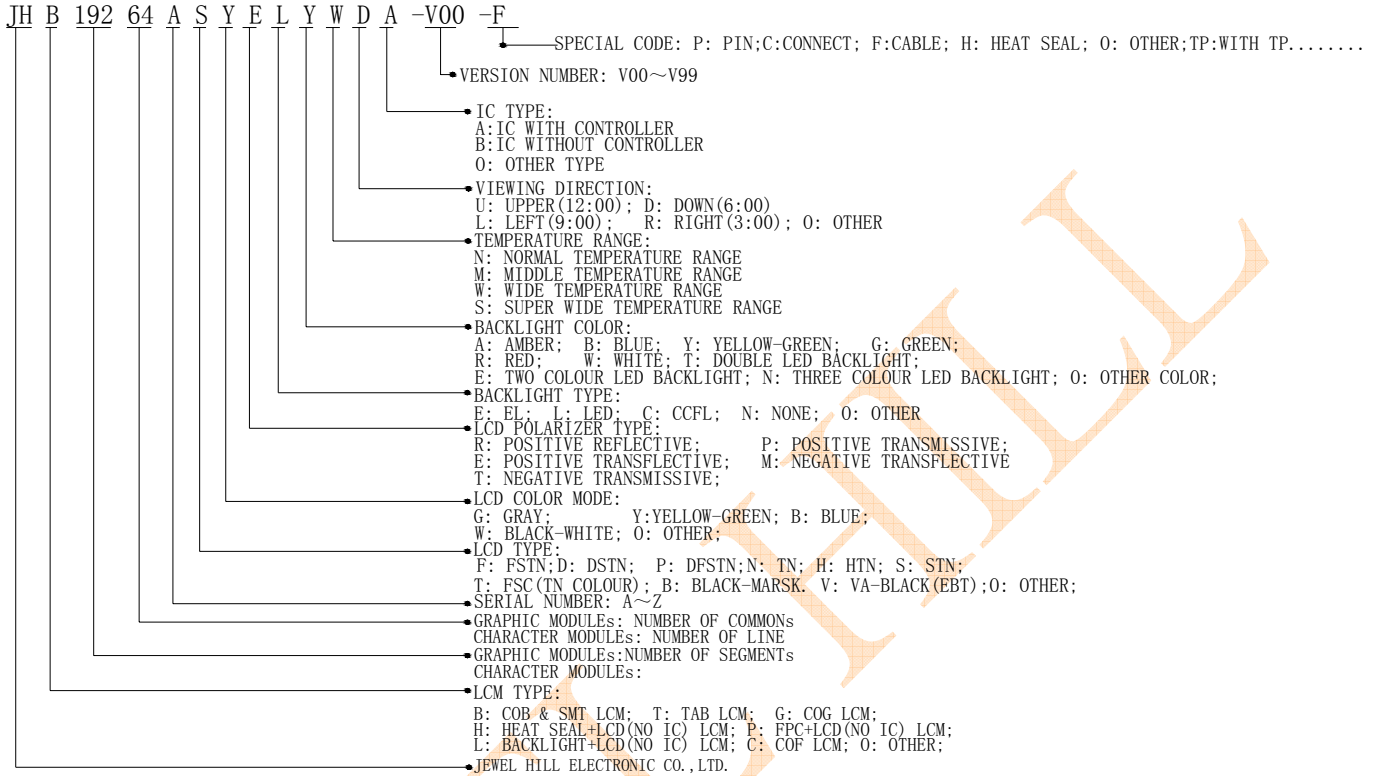 JH B 192 64 A S Y E L Y W D A -V00 -F
SPECIAL CODE: P: PIN;C:CONNECT; F:CABLE; H: HEAT SEAL; O: OTHER;TP:WITH TP........
VERSION NUMBER: V00～V99
IC TYPE:
A:IC WITH CONTROLLER
B:IC WITHOUT CONTROLLER
O: OTHER TYPE
VIEWING DIRECTION:
U: UPPER(12:00); D: DOWN(6:00)
L: LEFT(9:00); R: RIGHT(3:00); O: OTHER
TEMPERATURE RANGE:
N: NORMAL TEMPERATURE RANGE
M: MIDDLE TEMPERATURE RANGE
W: WIDE TEMPERATURE RANGE
S: SUPER WIDE TEMPERATURE RANGE
BACKLIGHT COLOR:
A: AMBER; B: BLUE; Y: YELLOW-GREEN; G: GREEN;
R: RED; W: WHITE; T: DOUBLE LED BACKLIGHT;
E: TWO COLOUR LED BACKLIGHT; N: THREE COLOUR LED BACKLIGHT; O: OTHER COLOR;
BACKLIGHT TYPE:
E: EL; L: LED; C: CCFL; N: NONE; O: OTHER
LCD POLARIZER TYPE:
R: POSITIVE REFLECTIVE; P: POSITIVE TRANSMISSIVE;
E: POSITIVE TRANSFLECTIVE; M: NEGATIVE TRANSFLECTIVE
T: NEGATIVE TRANSMISSIVE;
LCD COLOR MODE:
G: GRAY; Y:YELLOW-GREEN; B: BLUE;
W: BLACK-WHITE; O: OTHER;
LCD TYPE:
F: FSTN;D: DSTN; P: DFSTN;N: TN; H: HTN; S: STN;
T: FSC(TN COLOUR); B: BLACK-MARSK. V: VA-BLACK(EBT);O: OTHER;
SERIAL NUMBER: A～Z
GRAPHIC MODULEs: NUMBER OF COMMONs
CHARACTER MODULEs: NUMBER OF LINE
GRAPHIC MODULEs:NUMBER OF SEGMENTs
CHARACTER MODULEs:
LCM TYPE:
B: COB & SMT LCM; T: TAB LCM; G: COG LCM;
H: HEAT SEAL+LCD(NO IC) LCM; P: FPC+LCD(NO IC) LCM;
L: BACKLIGHT+LCD(NO IC) LCM; C: COF LCM; O: OTHER;
JEWEL HILL ELECTRONIC CO.,LTD.
HILL